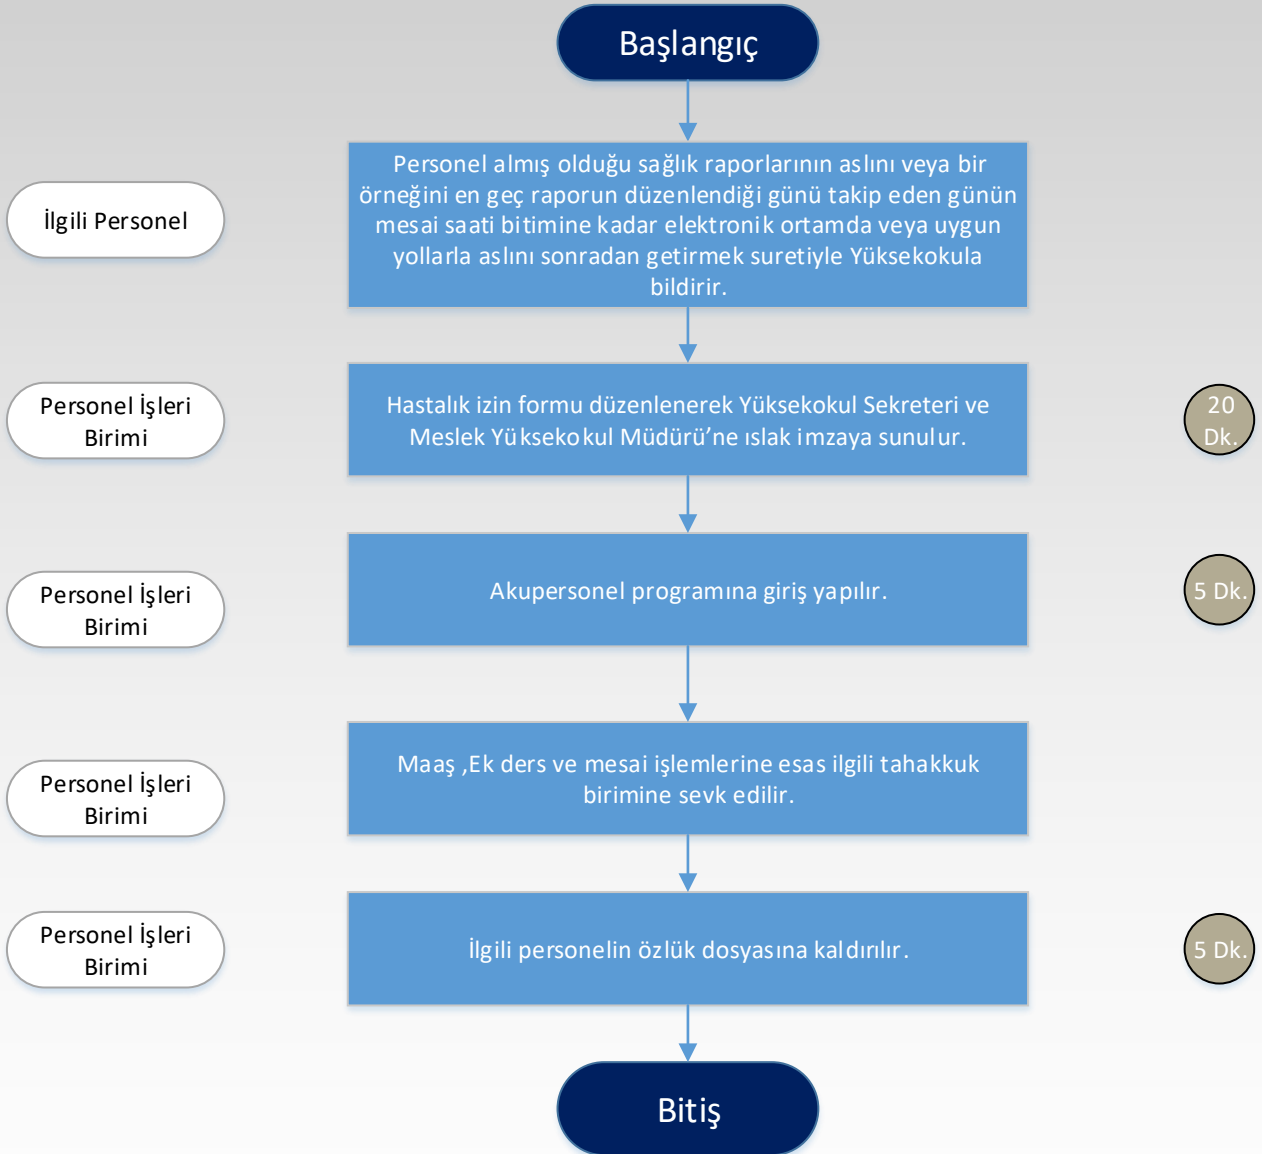 Başlangıç
İlgili Personel
Personel almış olduğu sağlık raporlarının aslını veya bir
örneğini en geç raporun düzenlendiği günü takip eden günün
mesai saati bitimine kadar elektronik ortamda veya uygun
yollarla aslını sonradan getirmek suretiyle Yüksekokula
bildirir.
Personel İşleri
Birimi
Hastalık izin formu düzenlenerek Yüksekokul Sekreteri ve
Meslek Yüksekokul Müdürü’ne ıslak imzaya sunulur.
20
Dk.
Personel İşleri
Birimi
Akupersonel programına giriş yapılır.
5 Dk.
Personel İşleri
Birimi
Maaş ,Ek ders ve mesai işlemlerine esas ilgili tahakkuk
birimine sevk edilir.
Personel İşleri
Birimi
İlgili personelin özlük dosyasına kaldırılır.
5 Dk.
Bitiş